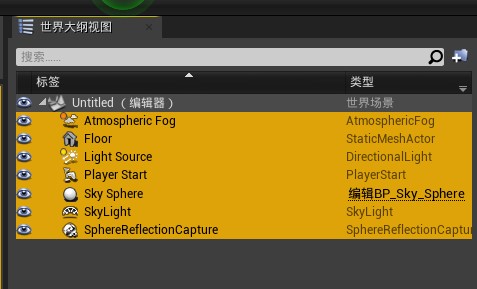 世界大纲视图
搜索......
标签 类型
Untitled（编辑器） 世界场景
Atmospheric Fog AtmosphericFog
Floor StaticMeshActor
Light Source DirectionalLight
Player Start PlayerStart
Sky Sphere 编辑BP_Sky_Sphere
SkyLight SkyLight
SphereReflectionCapture SphereReflectionCaptur